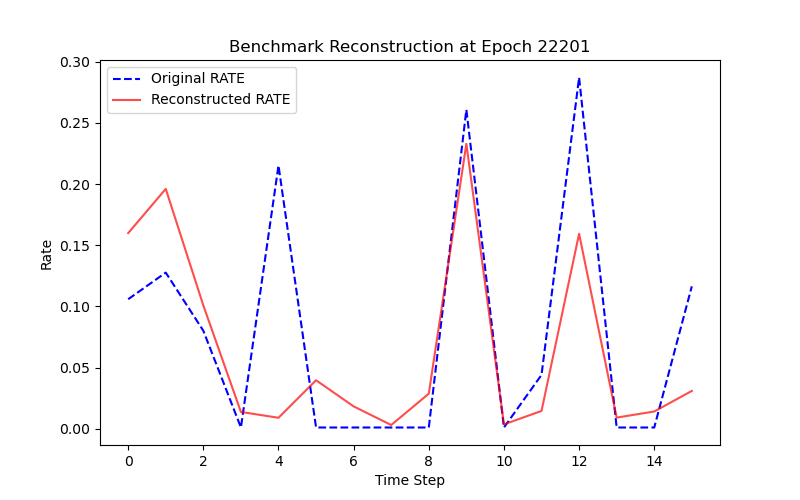 Benchmark Reconstruction at Epoch 22201
Original RATE
Reconstructed RATE
0.30
0.25
0.20
0.15
0.10
0.05
0.00
Rate
0 2 4 6 8 10 12 14
Time Step